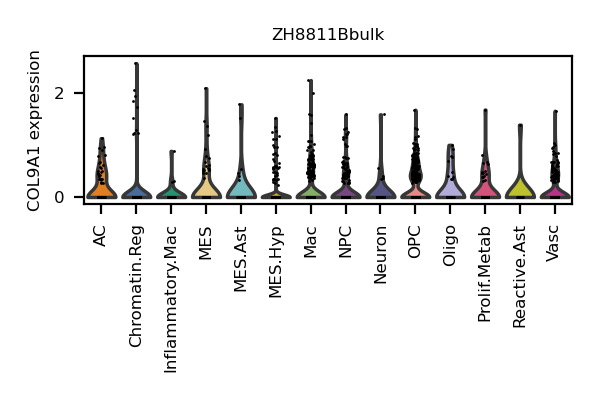 ZH8811Bbulk
COL9A1 expression
2
0
AC
Chromatin.Reg
Inflammatory.Mac
MES
MES.Ast
MES.Hyp
Mac
NPC
Neuron
OPC
Oligo
Prolif.Metab
Reactive.Ast
Vasc